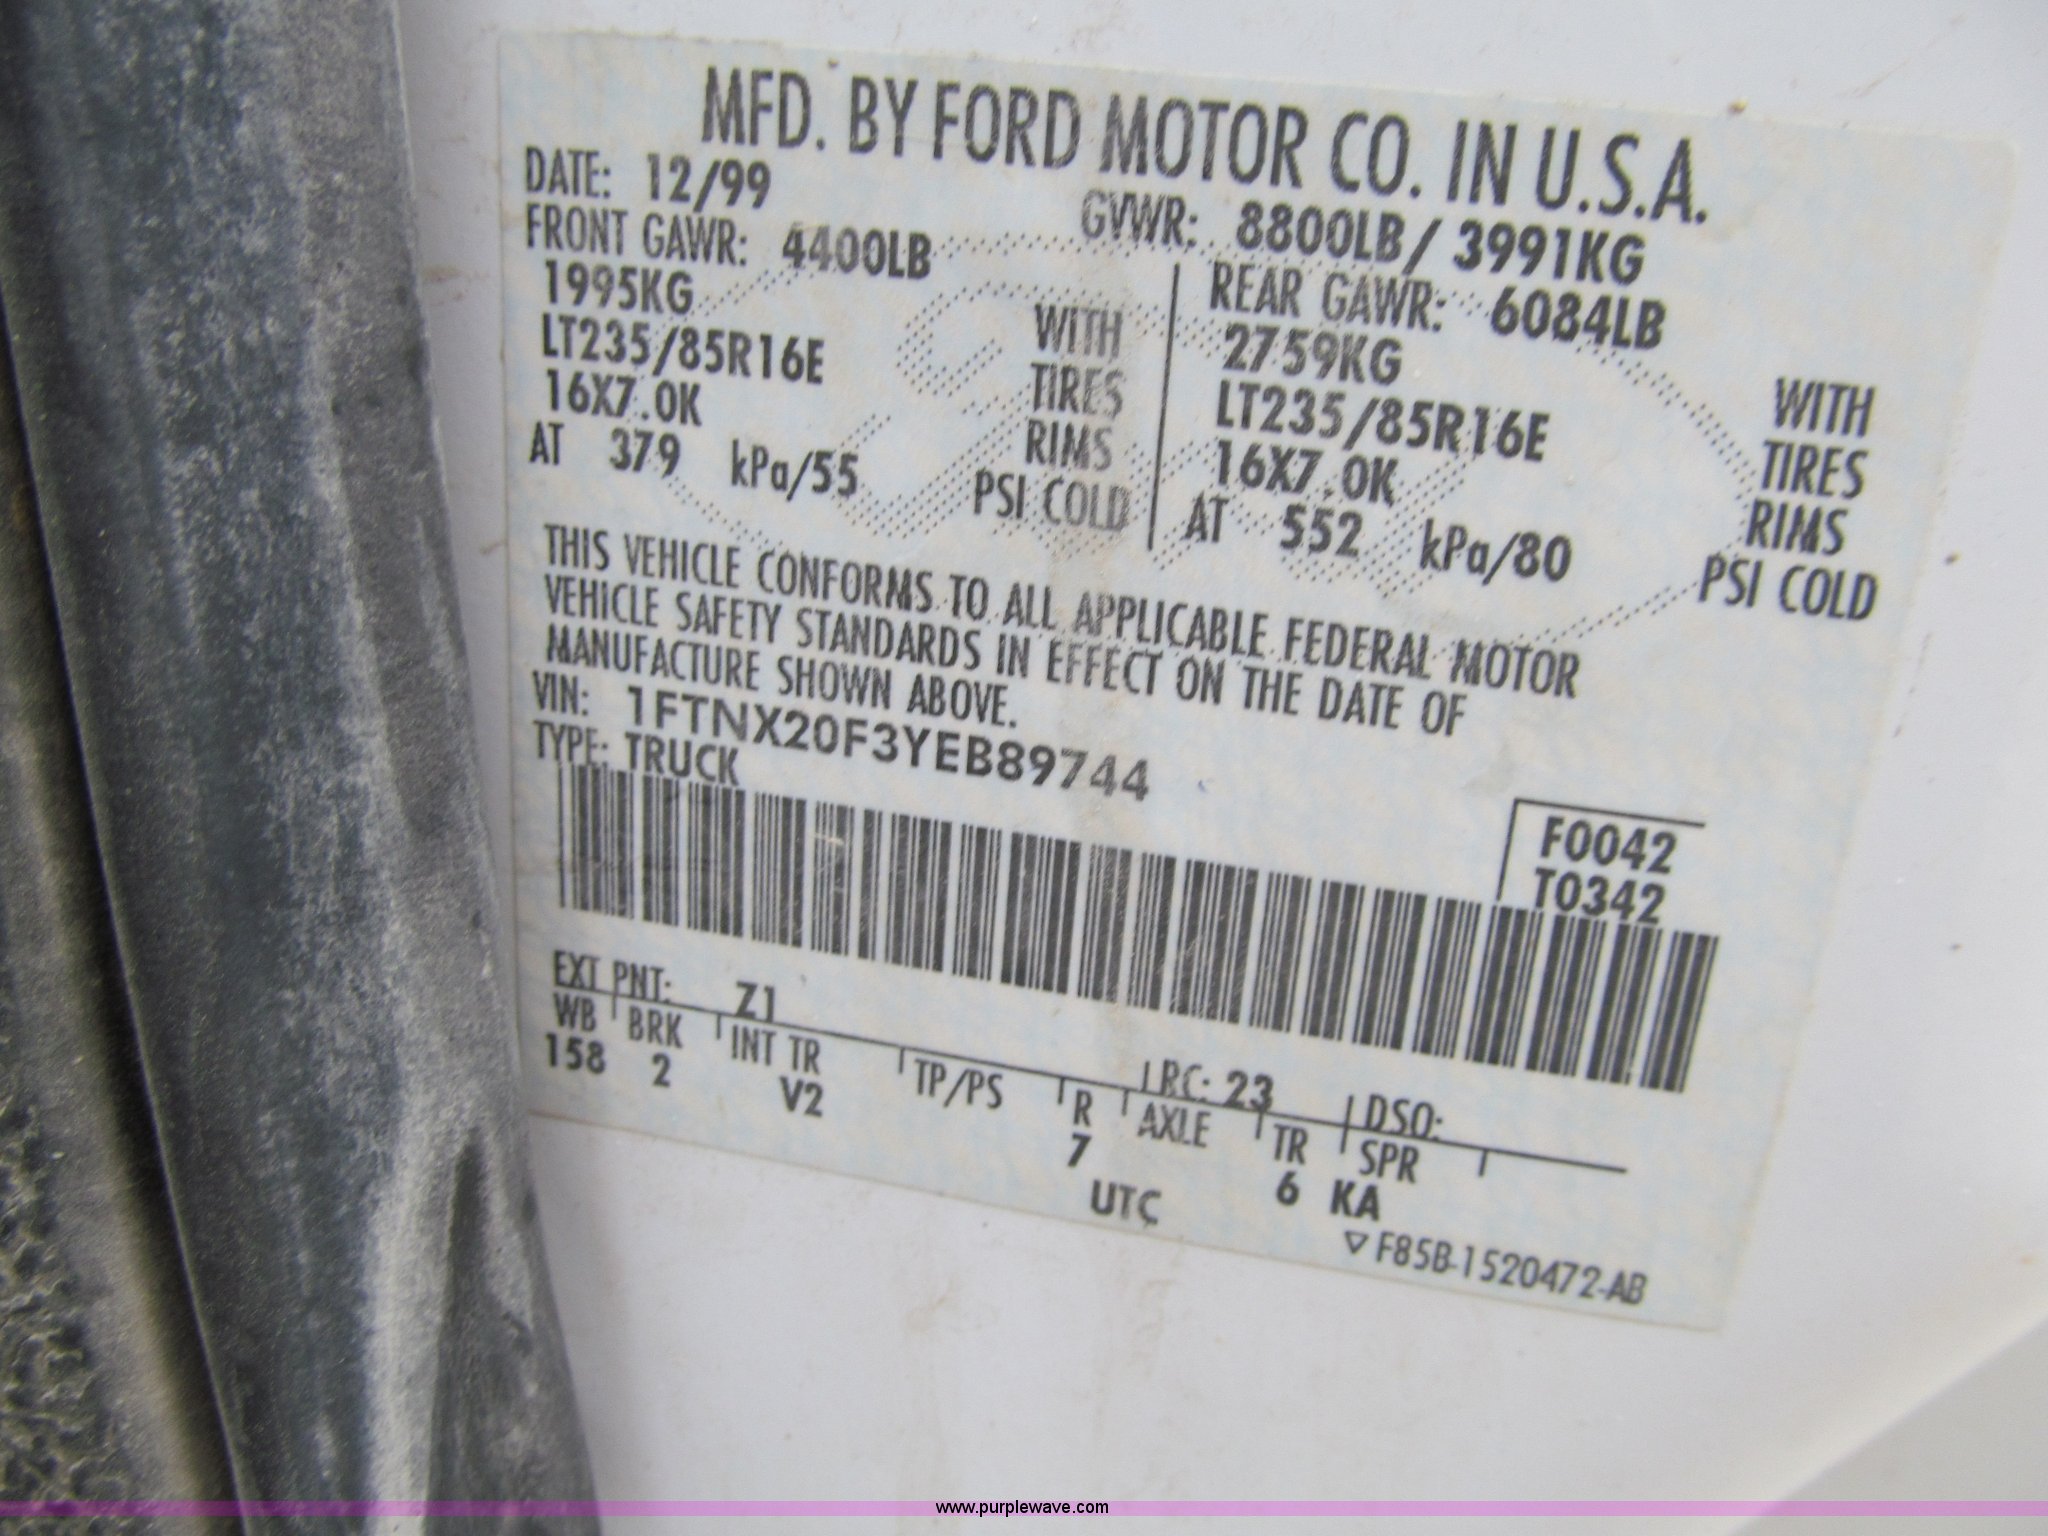 MFD. BY FORD MOTOR CO. IN U.S.A.
DATE: 12/99 GVWR: 8800LB/ 3991KG
FRONT GAWR: 4400LB REAR GAWR: 6084LB
1995KG WITH 2759KG WITH
LT235/85R16E TIRES LT235/85R16E TIRES
16X7.0K RIMS 16X7.0K RIMS
AT 379 kPa/55 PSI COLD AT 552 kPa/80 PSI COLD
THIS VEHICLE CONFORMS TO ALL APPLICABLE FEDERAL MOTOR
VEHICLE SAFETY STANDARDS IN EFFECT ON THE DATE OF
MANUFACTURE SHOWN ABOVE.
VIN: 1FTNX20F3YEB89744
TYPE: TRUCK
F0042
T0342
EXT PNT: Z1 RC: 23 DSO:
WB BRK INT TR TP/PS R AXLE TR SPR
158 2 V2 7 6 KA
UTC
▽ F85B-1520472-AB
www.purplewave.com